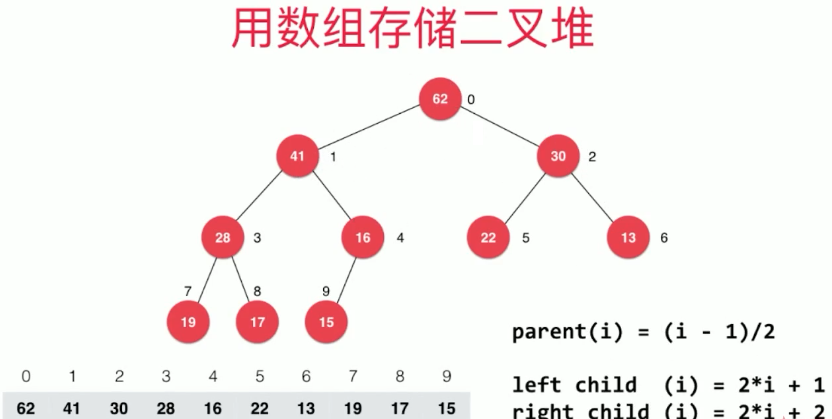 用数组存储二叉堆
62 0
41 1
30 2
28 3
16 4
22 5
13 6
7 8 9
19 17 15
parent(i) = (i - 1)/2
0 1 2 3 4 5 6 7 8 9
left child (i) = 2*i + 1
62 41 30 28 16 22 13 19 17 15
right child (i) = 2*i + 2